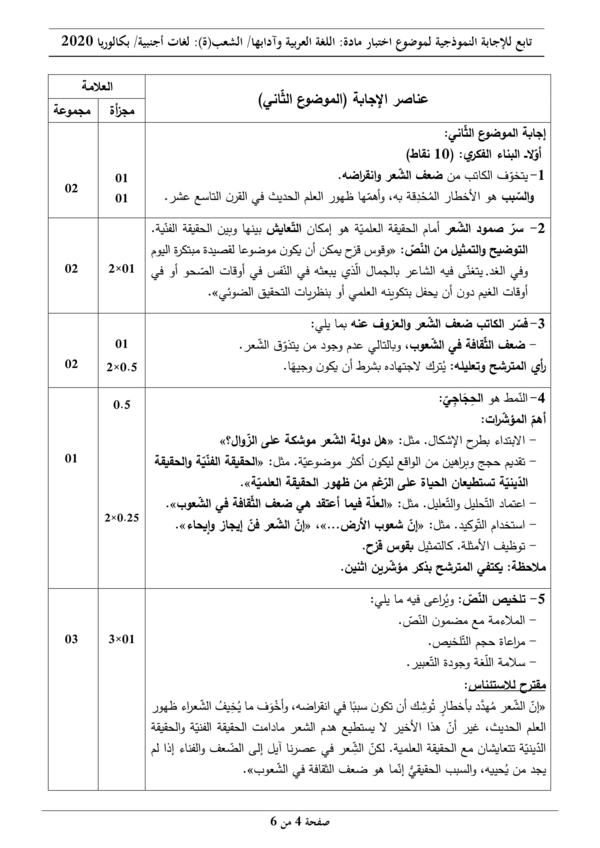 تابع للإجابة النموذجية لموضوع اختبار مادة: اللغة العربية وآدابها/ الشعب(ة): لغات أجنبية/ بكالوريا 2020
عناصر الإجابة (الموضوع الثّاني)
العلامة
مجزأة
مجموعة
إجابة الموضوع الثّاني:
أوّلا- البناء الفكري: (10 نقاط)
1- يتخوّف الكاتب من ضعف الشّعر وانقراضه.
01
والسّبب هو الأخطار المُحْدِقة به، وأهمّها ظهور العلم الحديث في القرن التاسع عشر.
01
02
2- سرّ صمود الشّعر أمام الحقيقة العلميّة هو إمكان التّعايش بينها وبين الحقيقة الفنّية.
التوضيح والتمثيل من النّصّ: «وقوس قزح يمكن أن يكون موضوعا لقصيدة مبتكرة اليوم
وفي الغد. يتغنّى فيه الشاعر بالجمال الّذي يبعثه في النّفس في أوقات الصّحو أو في
أوقات الغيم دون أن يحفل بتكوينه العلمي أو بنظريات التحقيق الضوئي».
2×01
02
3- فسّر الكاتب ضعف الشّعر والعزوف عنه بما يلي:
– ضعف الثّقافة في الشّعوب، وبالتالي عدم وجود من يتذوّق الشّعر.
01
رأي المترشح وتعليله: يُترك لاجتهاده بشرط أن يكون وجيهًا.
2×0.5
02
4- النّمط هو الحِجَاجِيّ:
0.5
أهمّ المؤشّرات:
– الابتداء بطرح الإشكال. مثل: «هل دولة الشّعر موشكة على الزّوال؟»
– تقديم حجج وبراهين من الواقع ليكون أكثر موضوعيّة. مثل: «الحقيقة الفنّيّة والحقيقة
الدّينيّة تستطيعان الحياة على الرّغم من ظهور الحقيقة العلميّة».
– اعتماد التّحليل والتّعليل. مثل: «العلّة فيما أعتقد هي ضعف الثّقافة في الشّعوب».
– استخدام التّوكيد. مثل: «إنّ شعوب الأرض...»، «إنّ الشّعر فنّ إيجاز وإيحاء».
– توظيف الأمثلة. كالتمثيل بقوس قزح.
ملاحظة: يكتفي المترشح بذكر مؤشّرين اثنين.
2×0.25
01
5- تلخيص النّصّ: ويُراعى فيه ما يلي:
– الملاءمة مع مضمون النّصّ.
– مراعاة حجم التّلخيص.
– سلامة اللّغة وجودة التّعبير.
3×01
03
مقترح للاستئناس:
«إنّ الشّعر مُهدَّد بأخطارٍ تُوشِك أن تكون سببًا في انقراضه، وأخْوَف ما يُخِيفُ الشّعراء ظهور
العلم الحديث، غير أنّ هذا الأخير لا يستطيع هدم الشعر مادامت الحقيقة الفنيّة والحقيقة
الدّينيّة تتعايشان مع الحقيقة العلمية. لكنّ الشِّعر في عصرنا آيل إلى الضّعف والفناء إذا لم
يجد من يُحييه، والسبب الحقيقيُّ إنّما هو ضعف الثقافة في الشّعوب».
صفحة 4 من 6